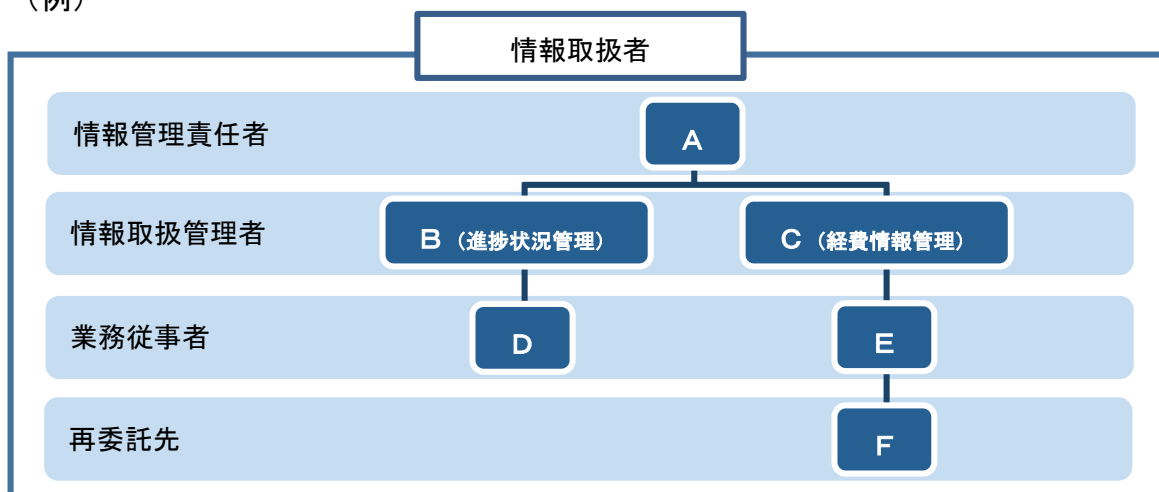 （例）
情報取扱者
情報管理責任者
A
情報取扱管理者
B（進捗状況管理）
C（経費情報管理）
業務従事者
D
E
再委託先
F